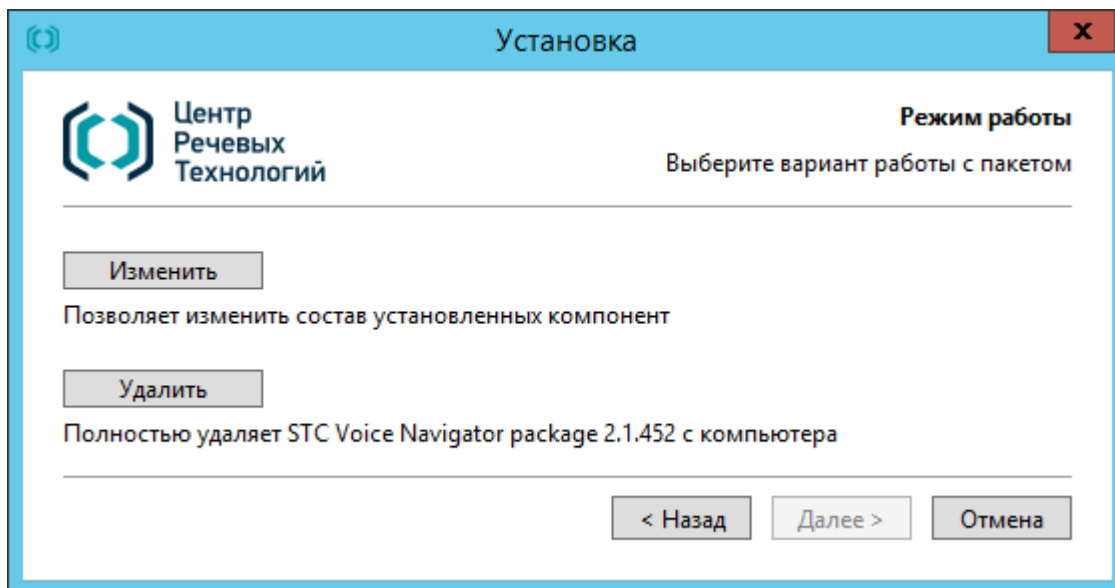 Установка
x
Центр
Речевых
Технологий
Режим работы
Выберите вариант работы с пакетом
Изменить
Позволяет изменить состав установленных компонент
Удалить
Полностью удаляет STC Voice Navigator package 2.1.452 с компьютера
< Назад
Далее >
Отмена